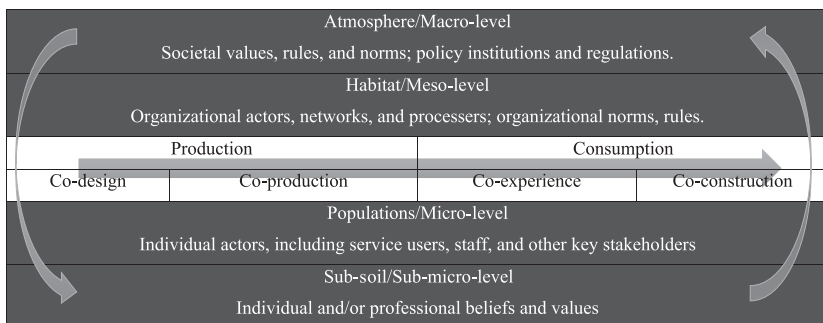 Atmosphere/Macro-level
Societal values, rules, and norms; policy institutions and regulations.
Habitat/Meso-level
Organizational actors, networks, and processers; organizational norms, rules.
Production Consumption
Co-design Co-production Co-experience Co-construction
Populations/Micro-level
Individual actors, including service users, staff, and other key stakeholders
Sub-soil/Sub-micro-level
Individual and/or professional beliefs and values